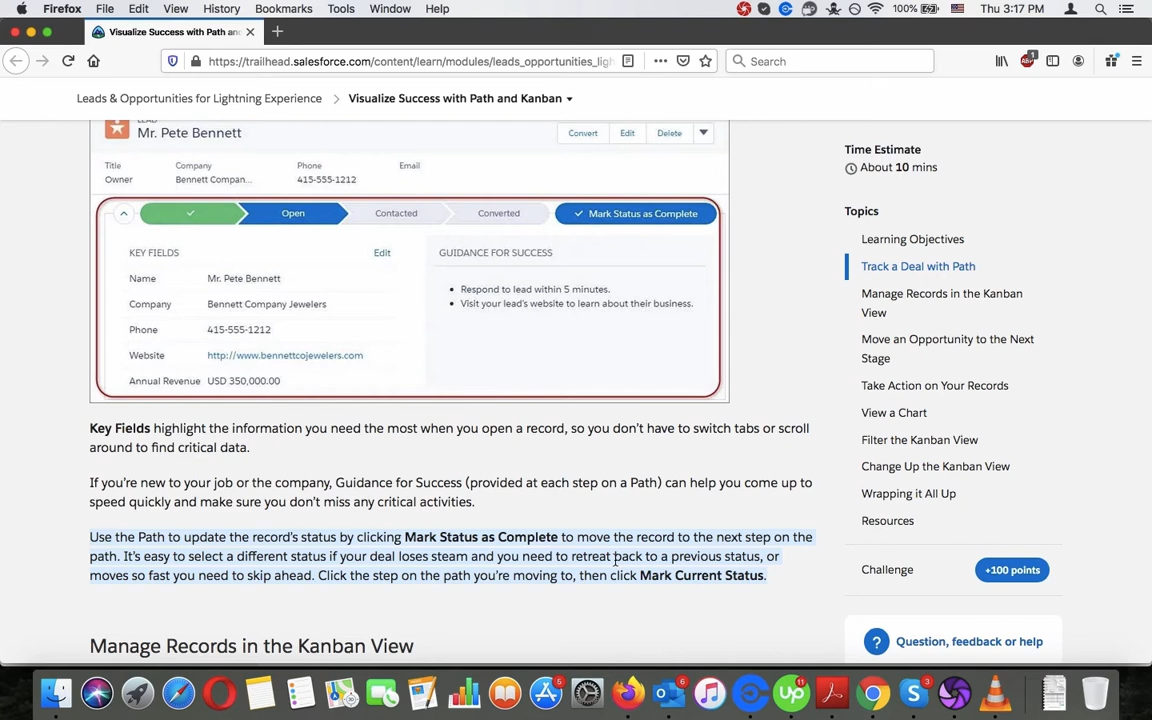 Firefox File Edit View History Bookmarks Tools Window Help 100% Thu 3:17 PM
Visualize Success with Path and
https://trailhead.salesforce.com/content/learn/modules/leads_opportunities_ligh Search 1
Leads & Opportunities for Lightning Experience Visualize Success with Path and Kanban
LEAD
Mr. Pete Bennett Convert Edit Delete
Title Company Phone Email
Owner Bennett Compan... 415-555-1212
Open Contacted Converted Mark Status as Complete
KEY FIELDS Edit GUIDANCE FOR SUCCESS
Name Mr. Pete Bennett
• Respond to lead within 5 minutes.
Company Bennett Company Jewelers
• Visit your lead's website to learn about their business.
Phone 415-555-1212
Website http://www.bennettcojewelers.com
Annual Revenue USD 350,000.00
Key Fields highlight the information you need the most when you open a record, so you don't have to switch tabs or scroll
around to find critical data.
If you're new to your job or the company, Guidance for Success (provided at each step on a Path) can help you come up to
speed quickly and make sure you don't miss any critical activities.
Use the Path to update the record's status by clicking Mark Status as Complete to move the record to the next step on the
path. It's easy to select a different status if your deal loses steam and you need to retreat back to a previous status, or
moves so fast you need to skip ahead. Click the step on the path you're moving to, then click Mark Current Status.
Manage Records in the Kanban View
Time Estimate
About 10 mins
Topics
Learning Objectives
Track a Deal with Path
Manage Records in the Kanban
View
Move an Opportunity to the Next
Stage
Take Action on Your Records
View a Chart
Filter the Kanban View
Change Up the Kanban View
Wrapping it All Up
Resources
Challenge +100 points
? Question, feedback or help
6 6 11 3
up